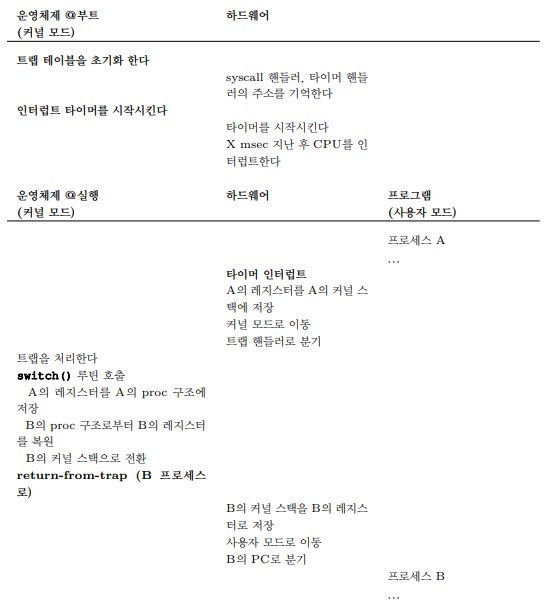 운영체제 @부트 하드웨어
(커널 모드)
트랩 테이블을 초기화 한다
syscall 핸들러, 타이머 핸들
러의 주소를 기억한다
인터럽트 타이머를 시작시킨다
타이머를 시작시킨다
X msec 지난 후 CPU를 인
터럽트한다
운영체제 @실행 하드웨어 프로그램
(커널 모드) (사용자 모드)
프로세스 A
...
타이머 인터럽트
A의 레지스터를 A의 커널 스
택에 저장
커널 모드로 이동
트랩 핸들러로 분기
트랩을 처리한다
switch() 루틴 호출
A의 레지스터를 A의 proc 구조에
저장
B의 proc 구조로부터 B의 레지스터
를 복원
B의 커널 스택으로 전환
return-from-trap (B 프로세스
로)
B의 커널 스택을 B의 레지스
터로 저장
사용자 모드로 이동
B의 PC로 분기
프로세스 B
...